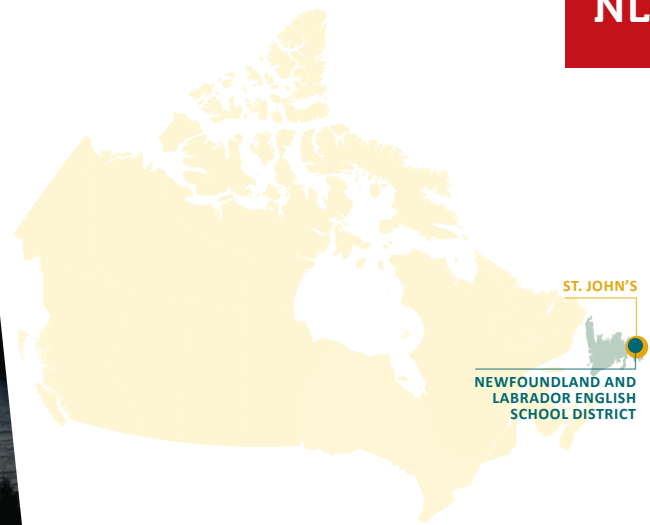 NL
ST. JOHN'S
NEWFOUNDLAND AND
LABRADOR ENGLISH
SCHOOL DISTRICT